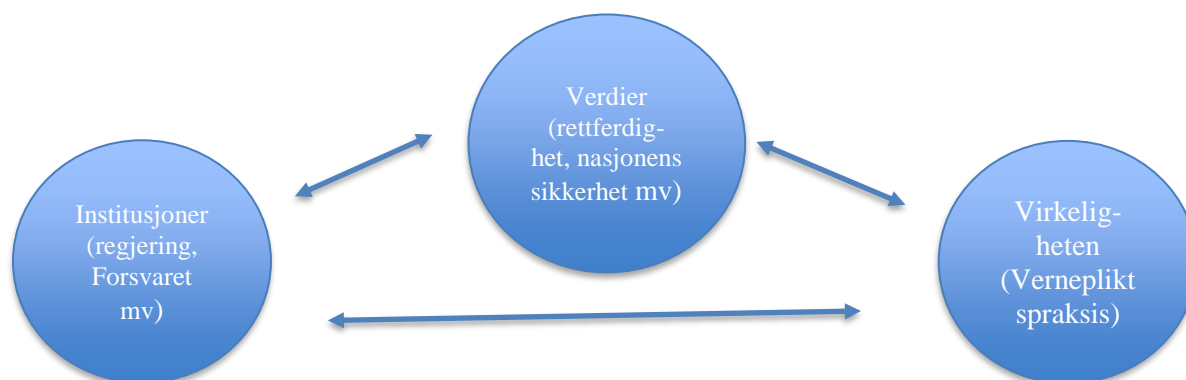 Verdier
(rettferdig-
het, nasjonens
sikkerhet mv)
Institusjoner
(regjering,
Forsvaret
mv)
Virkelig-
heten
(Verneplikt
spraksis)